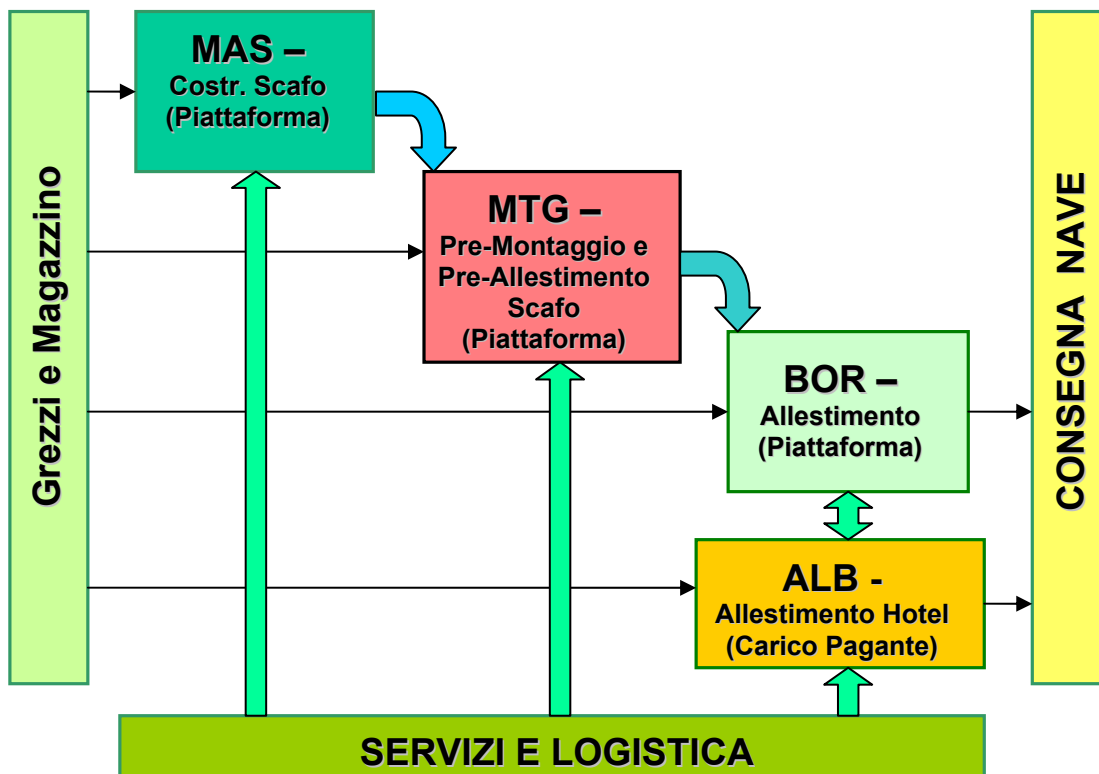 Grezzi e Magazzino
MAS –
Costr. Scafo
(Piattaforma)
MTG –
Pre-Montaggio e
Pre-Allestimento
Scafo
(Piattaforma)
BOR –
Allestimento
(Piattaforma)
ALB -
Allestimento Hotel
(Carico Pagante)
CONSEGNA NAVE
SERVIZI E LOGISTICA